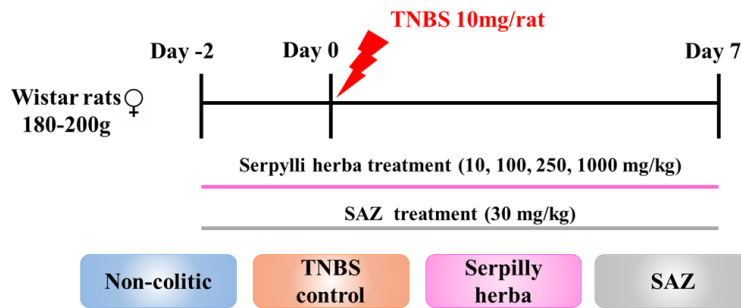 TNBS 10mg/rat
Day -2
Day 0
Day 7
Wistar rats♀
180-200g
Serpylli herba treatment (10, 100, 250, 1000 mg/kg)
SAZ treatment (30 mg/kg)
Non-colitic
TNBS
control
Serpilly
herba
SAZ